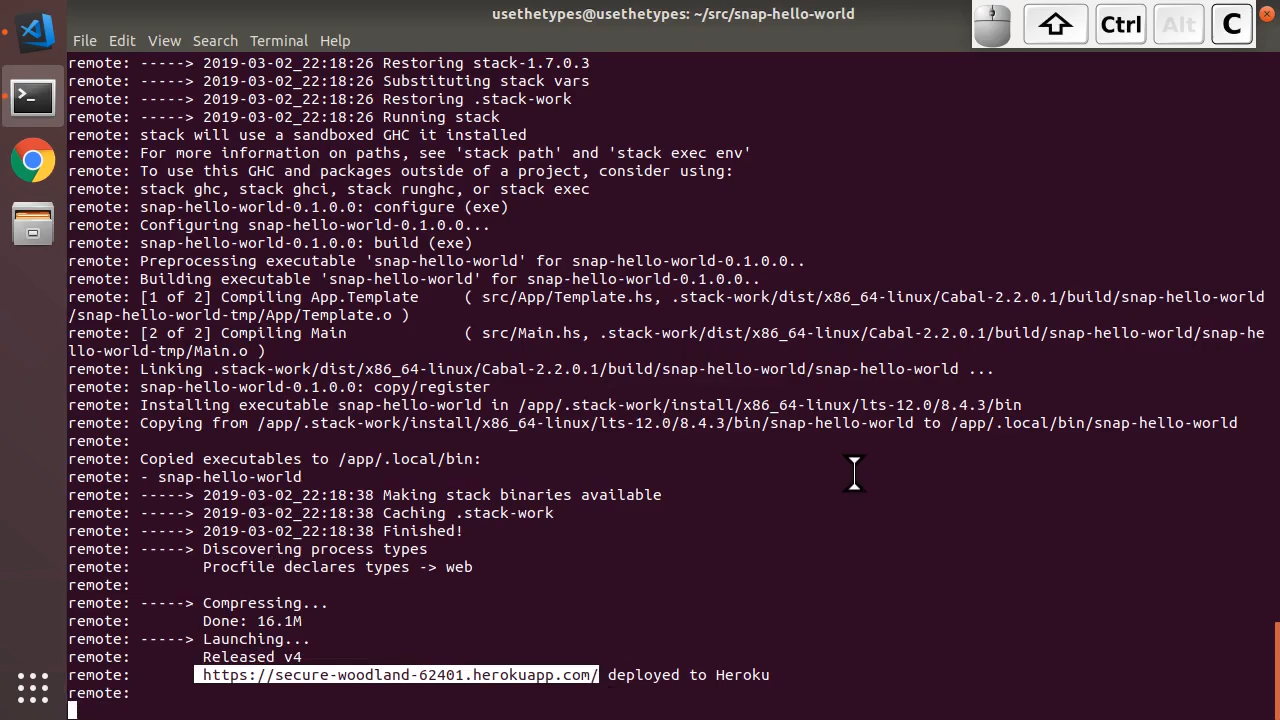 usethetypes@usethetypes: ~/src/snap-hello-world
Ctrl
Alt
C
File Edit View Search Terminal Help
remote: -----> 2019-03-02_22:18:26 Restoring stack-1.7.0.3
remote: -----> 2019-03-02_22:18:26 Substituting stack vars
remote: -----> 2019-03-02_22:18:26 Restoring .stack-work
remote: -----> 2019-03-02_22:18:26 Running stack
remote: stack will use a sandboxed GHC it installed
remote: For more information on paths, see 'stack path' and 'stack exec env'
remote: To use this GHC and packages outside of a project, consider using:
remote: stack ghc, stack ghci, stack runghc, or stack exec
remote: snap-hello-world-0.1.0.0: configure (exe)
remote: Configuring snap-hello-world-0.1.0.0...
remote: snap-hello-world-0.1.0.0: build (exe)
remote: Preprocessing executable 'snap-hello-world' for snap-hello-world-0.1.0.0..
remote: Building executable 'snap-hello-world' for snap-hello-world-0.1.0.0..
remote: [1 of 2] Compiling App.Template     ( src/App/Template.hs, .stack-work/dist/x86_64-linux/Cabal-2.2.0.1/build/snap-hello-world
/snap-hello-world-tmp/App/Template.o )
remote: [2 of 2] Compiling Main             ( src/Main.hs, .stack-work/dist/x86_64-linux/Cabal-2.2.0.1/build/snap-hello-world/snap-he
llo-world-tmp/Main.o )
remote: Linking .stack-work/dist/x86_64-linux/Cabal-2.2.0.1/build/snap-hello-world/snap-hello-world ...
remote: snap-hello-world-0.1.0.0: copy/register
remote: Installing executable snap-hello-world in /app/.stack-work/install/x86_64-linux/lts-12.0/8.4.3/bin
remote: Copying from /app/.stack-work/install/x86_64-linux/lts-12.0/8.4.3/bin/snap-hello-world to /app/.local/bin/snap-hello-world
remote:
remote: Copied executables to /app/.local/bin:
remote: - snap-hello-world
remote: -----> 2019-03-02_22:18:38 Making stack binaries available
remote: -----> 2019-03-02_22:18:38 Caching .stack-work
remote: -----> 2019-03-02_22:18:38 Finished!
remote: -----> Discovering process types
remote:        Procfile declares types -> web
remote:
remote: -----> Compressing...
remote:        Done: 16.1M
remote: -----> Launching...
remote:        Released v4
remote:        https://secure-woodland-62401.herokuapp.com/ deployed to Heroku
remote: